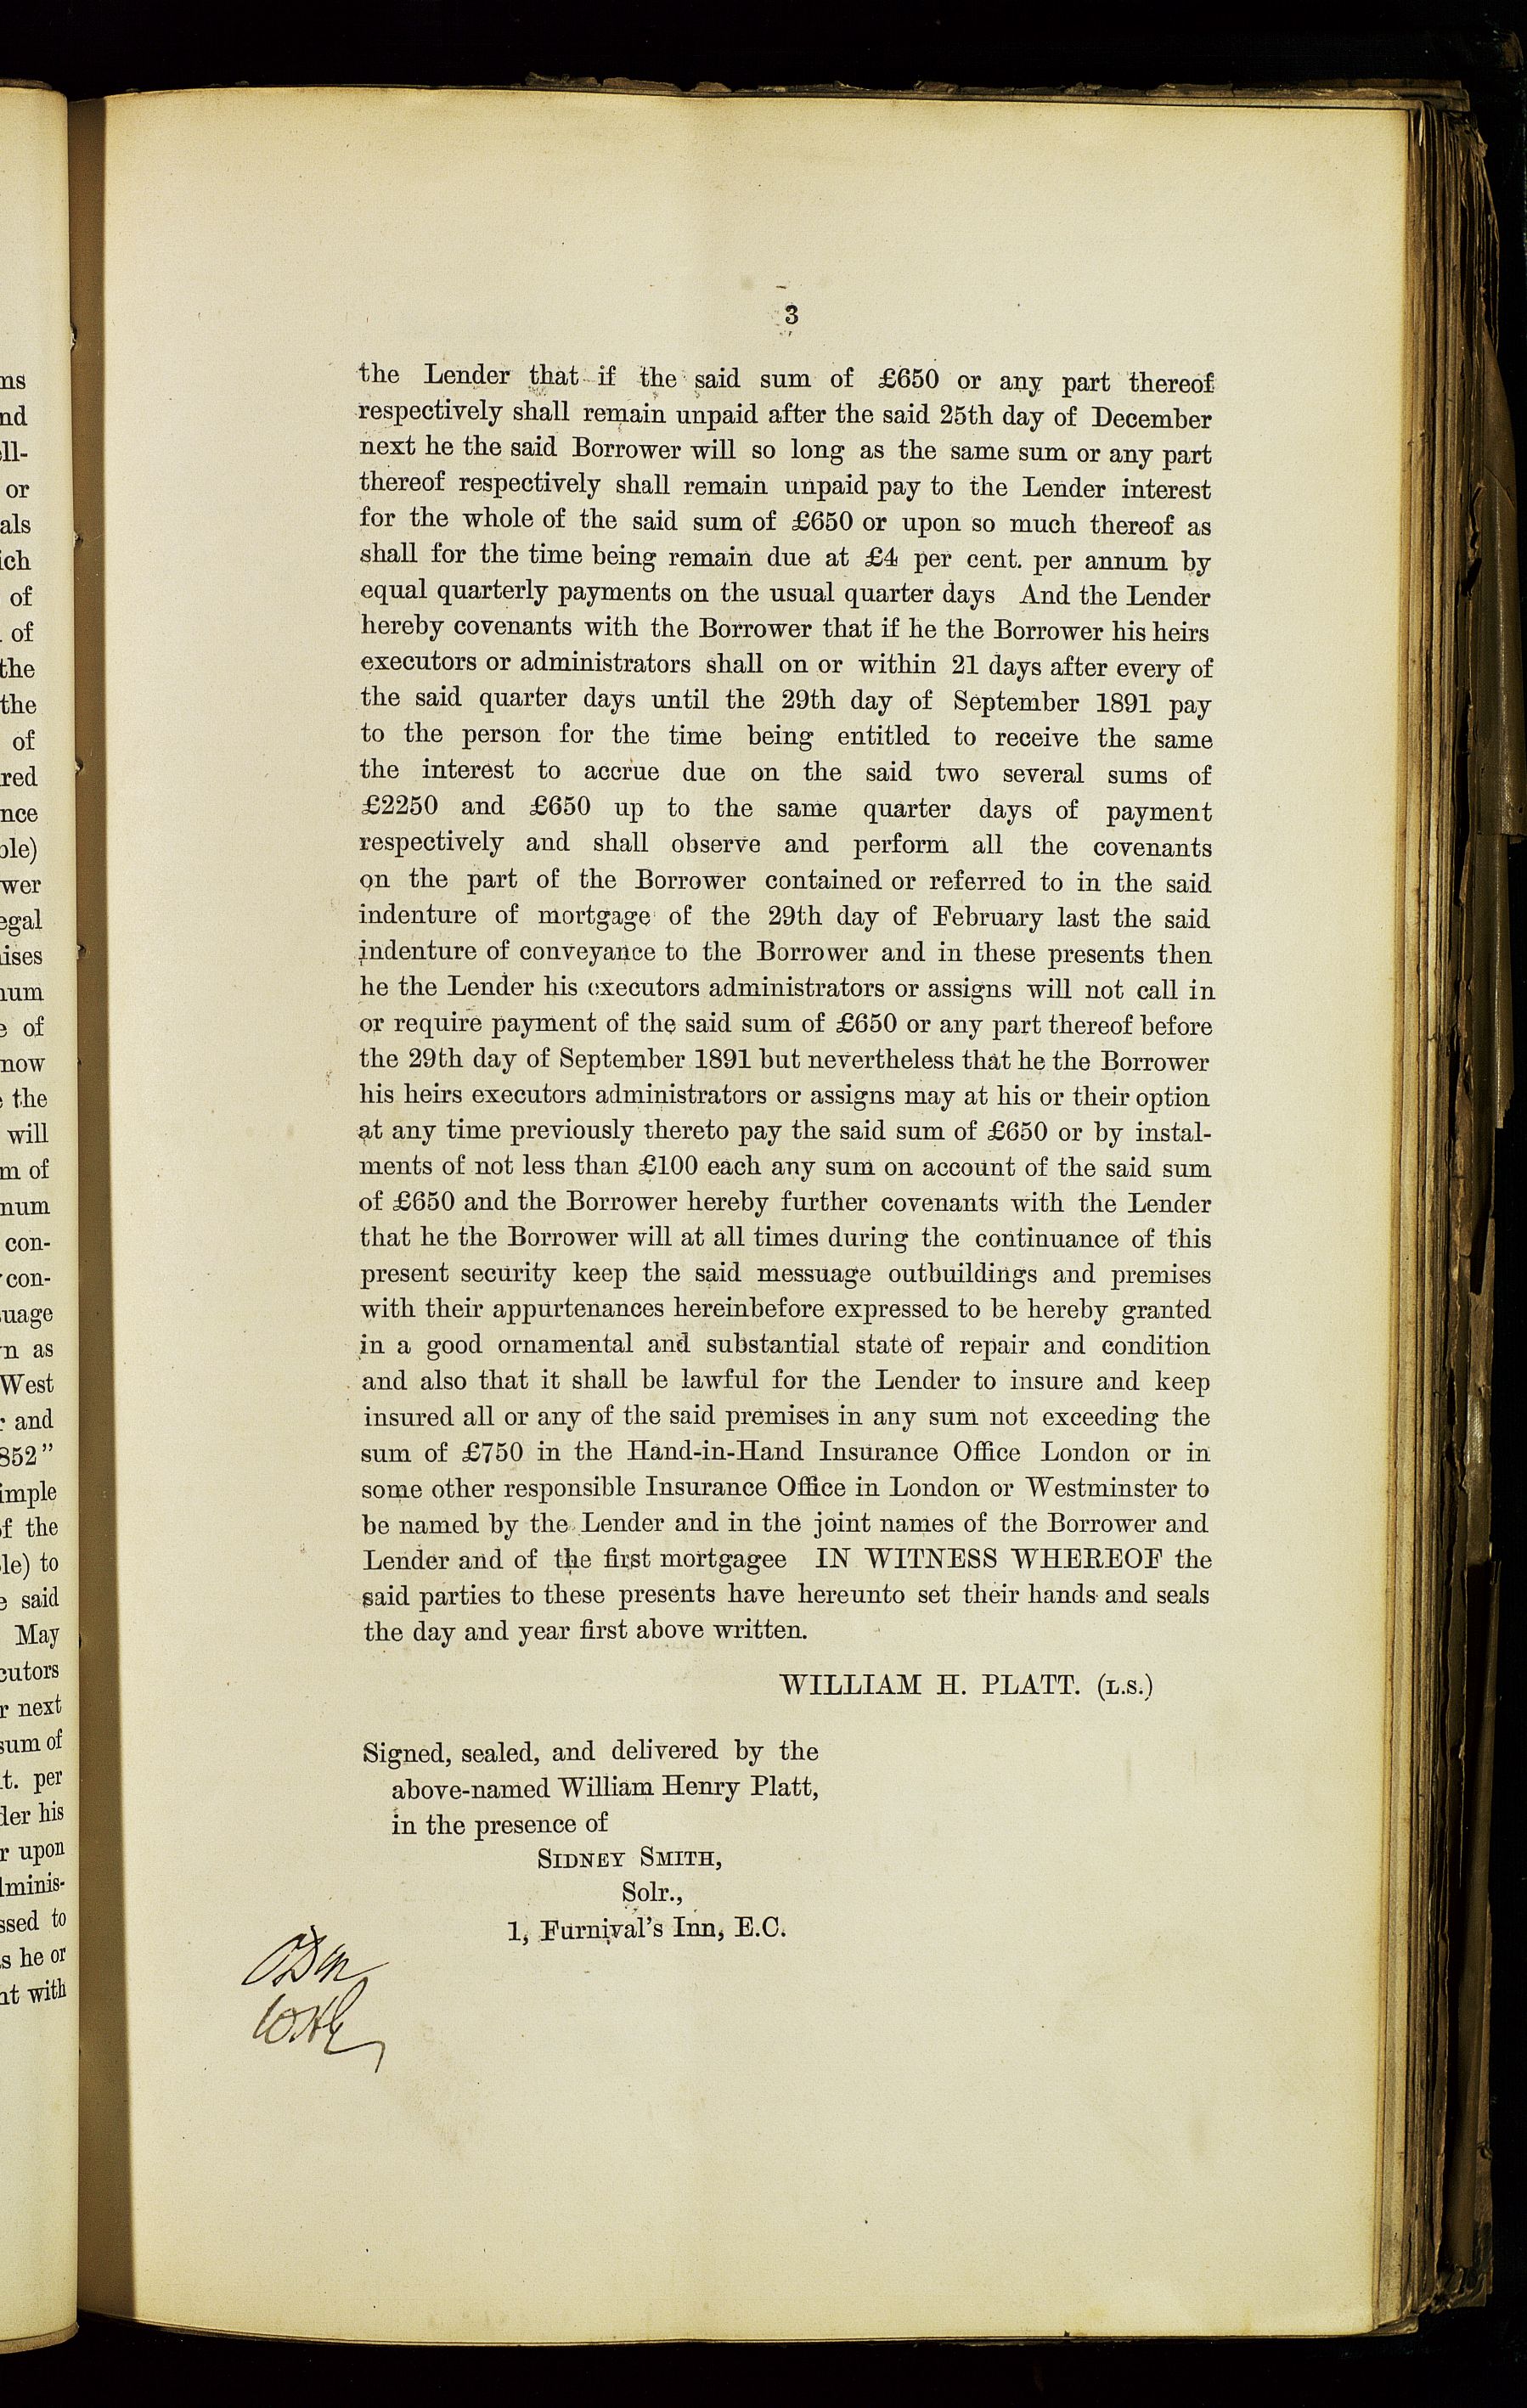 3
the Lender that if the said sum of £650 or any part thereof
respectively shall remain unpaid after the said 25th day of December
next he the said Borrower will so long as the same sum or any part
thereof respectively shall remain unpaid pay to the Lender interest
for the whole of the said sum of £650 or upon so much thereof as
shall for the time being remain due at £4 per cent. per annum by
equal quarterly payments on the usual quarter days And the Lender
hereby covenants with the Borrower that if he the Borrower his heirs
executors or administrators shall on or within 21 days after every of
the said quarter days until the 29th day of September 1891 pay
to the person for the time being entitled to receive the same
the interest to accrue due on the said two several sums of
£2250 and £650 up to the same quarter days of payment
respectively and shall observe and perform all the covenants
on the part of the Borrower contained or referred to in the said
indenture of mortgage of the 29th day of February last the said
indenture of conveyance to the Borrower and in these presents then
he the Lender his executors administrators or assigns will not call in
or require payment of the said sum of £650 or any part thereof before
the 29th day of September 1891 but nevertheless that he the Borrower
his heirs executors administrators or assigns may at his or their option
at any time previously thereto pay the said sum of £650 or by instal-
ments of not less than £100 each any sum on account of the said sum
of £650 and the Borrower hereby further covenants with the Lender
that he the Borrower will at all times during the continuance of this
present security keep the said messuage outbuildings and premises
with their appurtenances hereinbefore expressed to be hereby granted
in a good ornamental and substantial state of repair and condition
and also that it shall be lawful for the Lender to insure and keep
insured all or any of the said premises in any sum not exceeding the
sum of £750 in the Hand-in-Hand Insurance Office London or in
some other responsible Insurance Office in London or Westminster to
be named by the Lender and in the joint names of the Borrower and
Lender and of the first mortgagee IN WITNESS WHEREOF the
said parties to these presents have hereunto set their hands and seals
the day and year first above written.
WILLIAM H. PLATT. (L.S.)
Signed, sealed, and delivered by the
above-named William Henry Platt,
in the presence of
SIDNEY SMITH,
Solr.,
1, Furnival's Inn, E.C.